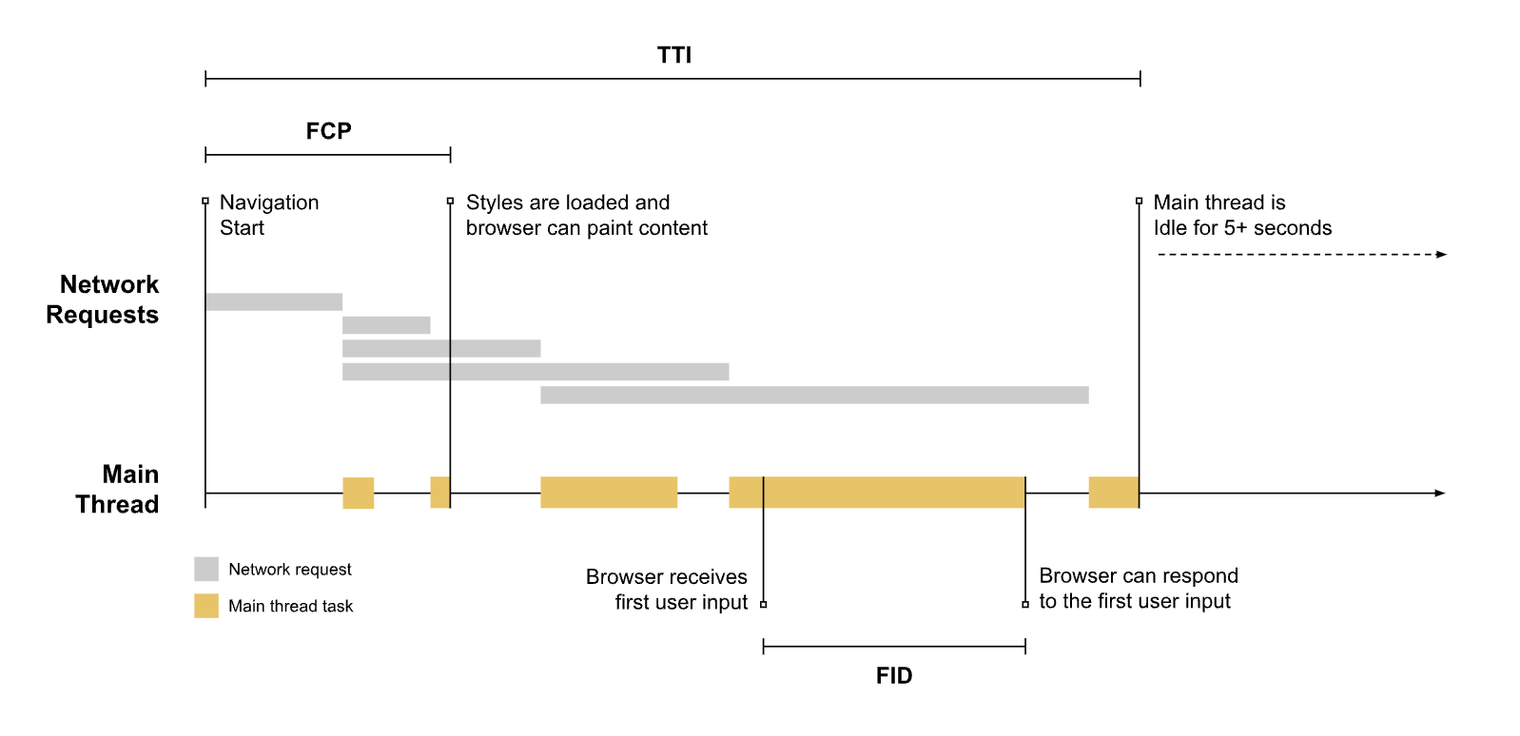 TTI
FCP
Navigation
Start
Styles are loaded and
browser can paint content
Main thread is
Idle for 5+ seconds
Network
Requests
Main
Thread
Network request
Main thread task
Browser receives
first user input
Browser can respond
to the first user input
FID